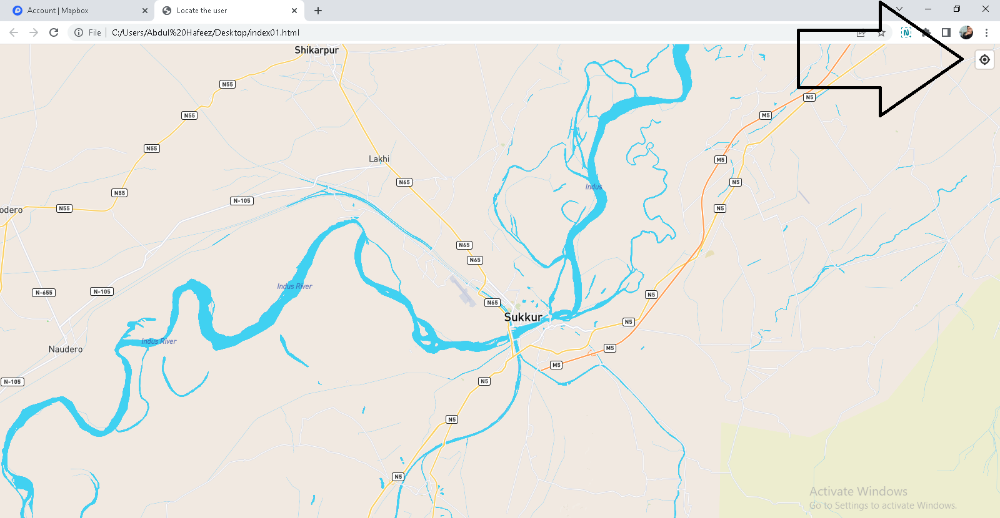 Account | Mapbox
Locate the user
File
C:/Users/Abdul%20Hafeez/Desktop/index01.html
N
Shikarpur
N55
N5
N55
M5
N55
Lakhi
M5
N65
N5
Indus
N55
N-105
N55
N5
odero
N65
N65
Indus River
N-655
N-105
N5
N65
Sukkur
N5
Indus River
Naudero
M5
M5
N-105
N5
N5
N5
Activate Windows
Go to Settings to activate Windows.